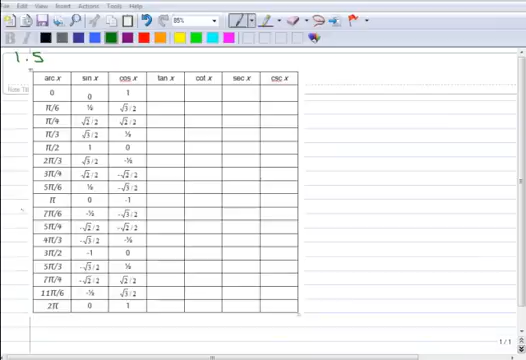 File Edit View Insert Actions Tools Help
85%
1.5
arc x sin x cos x tan x cot x sec x csc x
0 0 1
π/6 ½ √3/2
π/4 √2/2 √2/2
π/3 √3/2 ½
π/2 1 0
2π/3 √3/2 -½
3π/4 √2/2 -√2/2
5π/6 ½ -√3/2
π 0 -1
7π/6 -½ -√3/2
5π/4 -√2/2 -√2/2
4π/3 -√3/2 -½
3π/2 -1 0
5π/3 -√3/2 ½
7π/4 -√2/2 √2/2
11π/6 -½ √3/2
2π 0 1
1/1